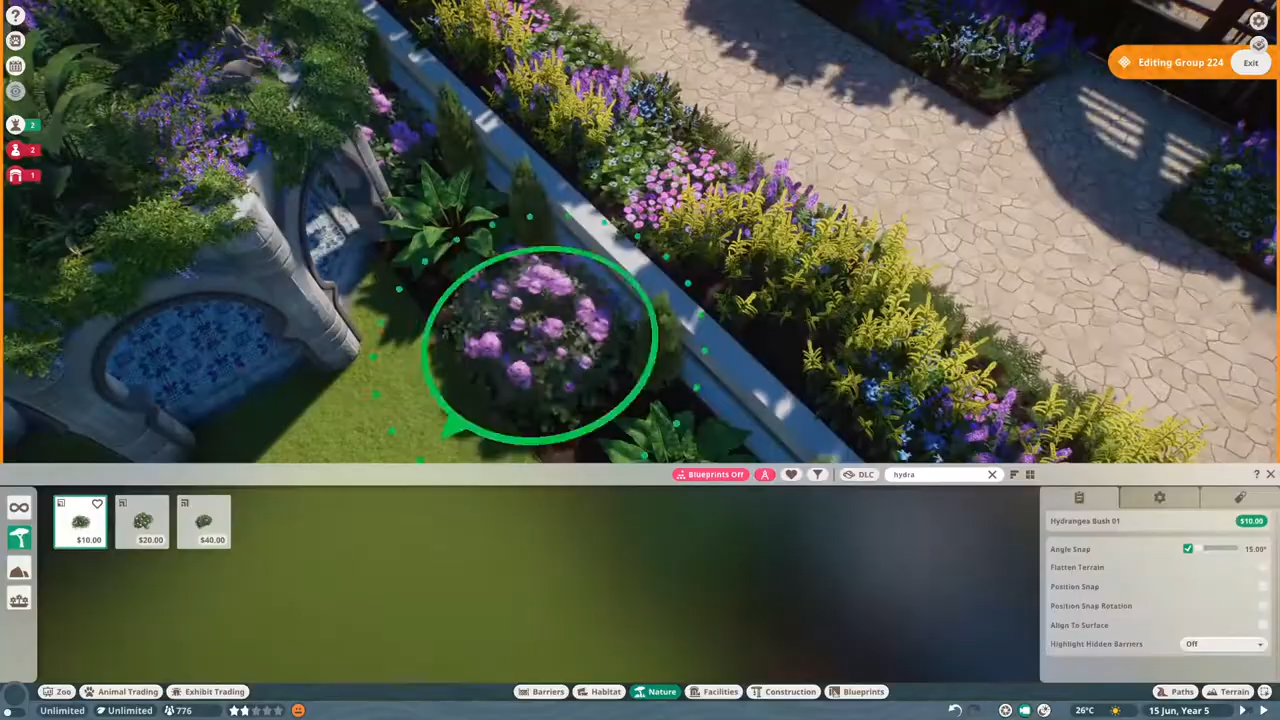 Editing Group 224
Exit
2
2
1
Blueprints Off
DLC
hydra
$10.00
$20.00
$40.00
Hydrangea Bush 01
$10.00
Angle Snap
15.00°
Flatten Terrain
Position Snap
Position Snap Rotation
Align To Surface
Highlight Hidden Barriers
Off
Zoo
Animal Trading
Exhibit Trading
Barriers
Habitat
Nature
Facilities
Construction
Blueprints
Paths
Terrain
Unlimited
Unlimited
776
26°C
15 Jun, Year 5